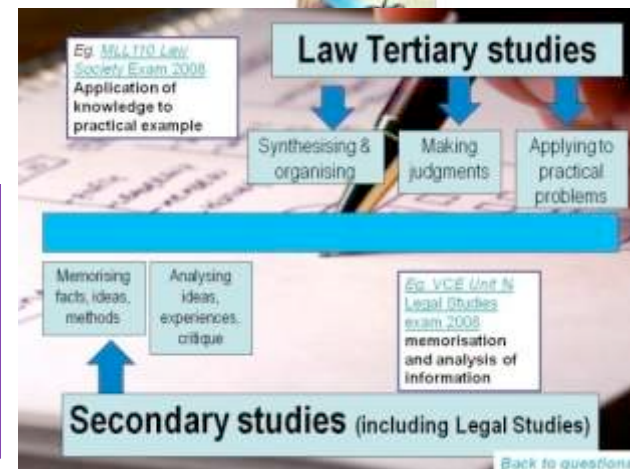 Eg. MLL110 Law
Society Exam 2008
Application of
knowledge to
practical example
Law Tertiary studies
Synthesising &
organising
Making
judgments
Applying to
practical
problems
Memorising
facts, ideas,
methods
Analysing
ideas,
experiences,
critique
Eg. VCE Unit
Legal Studies
exam 2008
memorisation
and analysis of
information
Secondary studies (including Legal Studies)
Back to questions